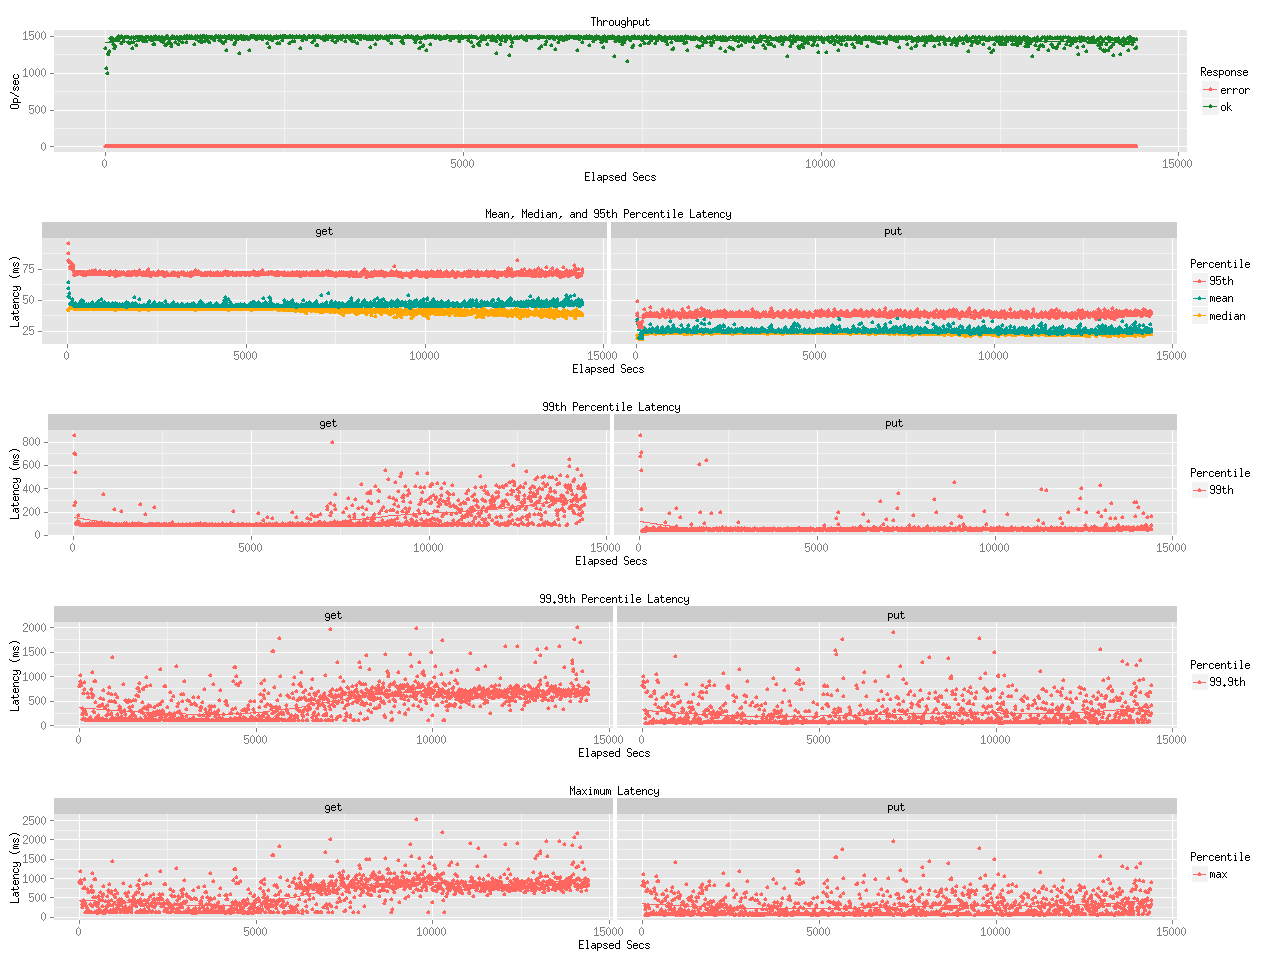 Throughput
1500
1000
500
0
Op/sec
0 5000 10000 15000
Elapsed Secs
Response
error
ok
Mean, Median, and 95th Percentile Latency
get put
75
50
25
Latency (ms)
0 5000 10000 15000 0 5000 10000 15000
Elapsed Secs
Percentile
95th
mean
median
99th Percentile Latency
get put
800
600
400
200
0
Latency (ms)
0 5000 10000 15000 0 5000 10000 15000
Elapsed Secs
Percentile
99th
99.9th Percentile Latency
get put
2000
1500
1000
500
0
Latency (ms)
0 5000 10000 15000 0 5000 10000 15000
Elapsed Secs
Percentile
99.9th
Maximum Latency
get put
2500
2000
1500
1000
500
0
Latency (ms)
0 5000 10000 15000 0 5000 10000 15000
Elapsed Secs
Percentile
max